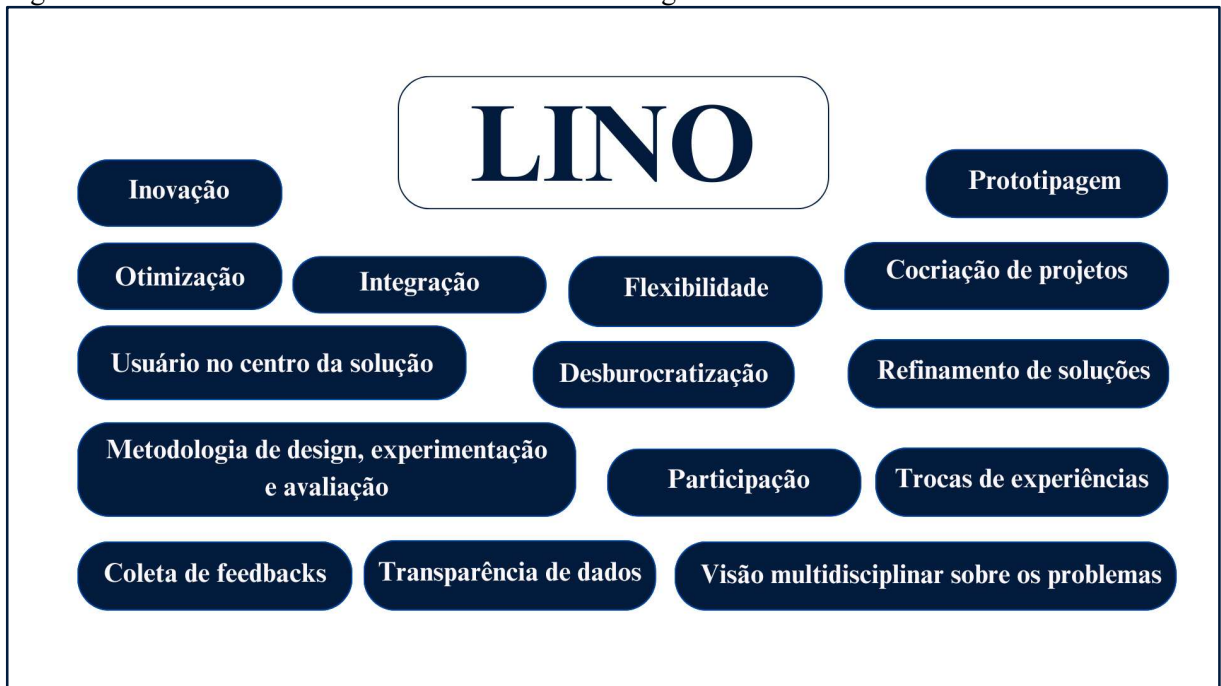 LINO
Inovação
Prototipagem
Otimização
Integração
Flexibilidade
Cocriação de projetos
Usuário no centro da solução
Desburocratização
Refinamento de soluções
Metodologia de design, experimentação
e avaliação
Participação
Trocas de experiências
Coleta de feedbacks
Transparência de dados
Visão multidisciplinar sobre os problemas